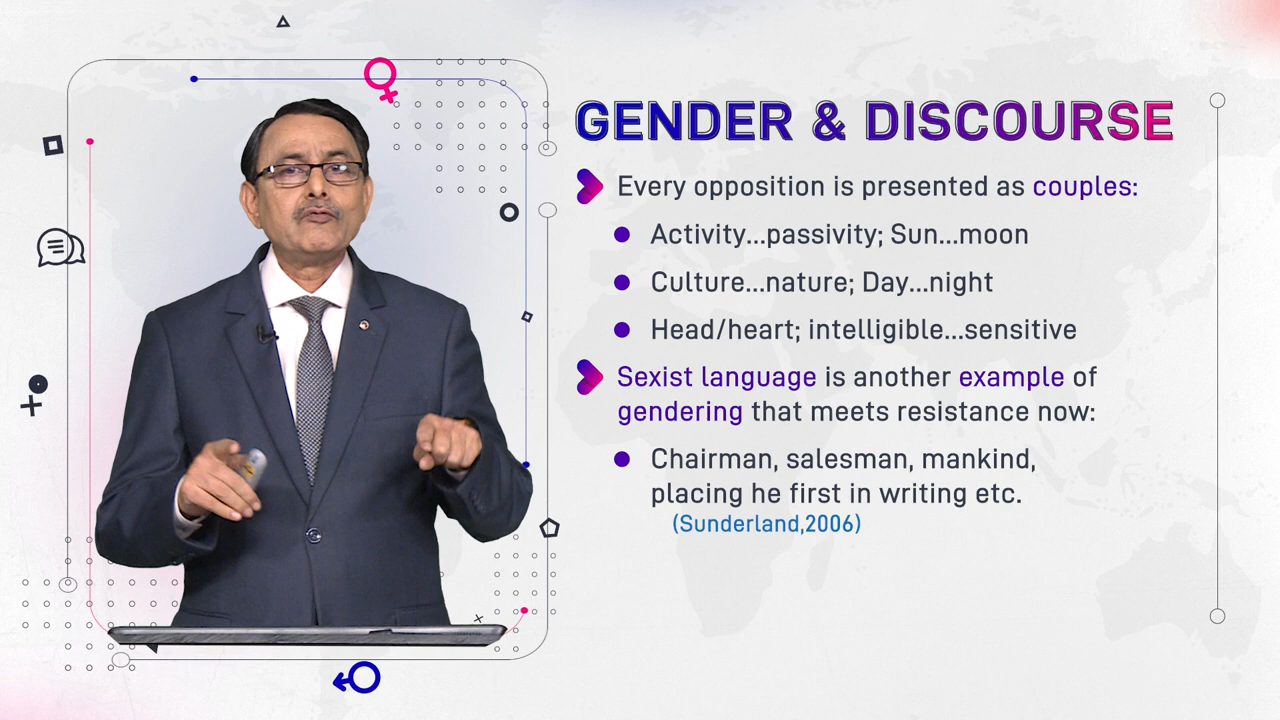 GENDER & DISCOURSE
Every opposition is presented as couples:
Activity...passivity; Sun...moon
Culture...nature; Day...night
Head/heart; intelligible...sensitive
Sexist language is another example of
gendering that meets resistance now:
Chairman, salesman, mankind,
placing he first in writing etc.
(Sunderland,2006)